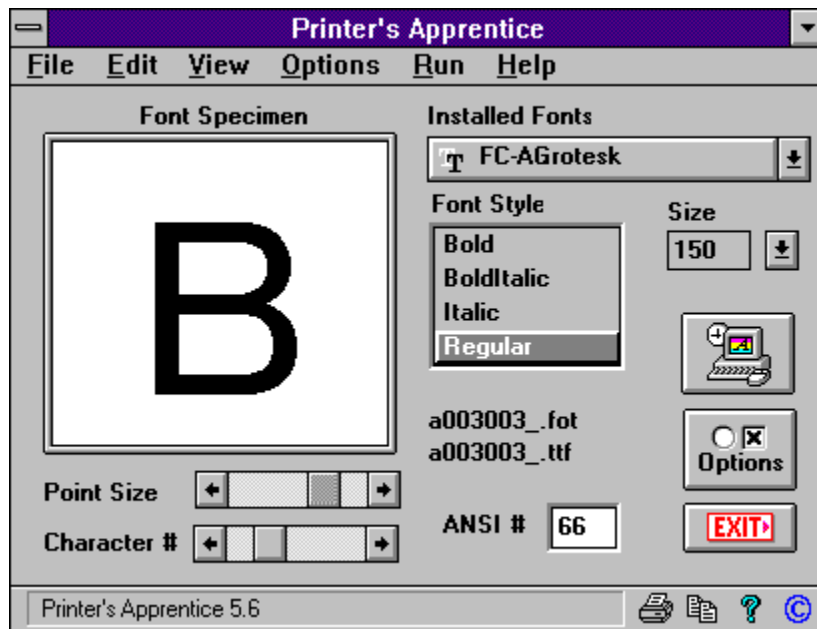 Printer's Apprentice
File Edit View Options Run Help
Font Specimen
B
Installed Fonts
FC-AGrotesk
Font Style
Bold
BoldItalic
Italic
Regular
Size
150
a003003_.fot
a003003_.ttf
Options
Point Size
Character #
ANSI # 66
EXIT
Printer's Apprentice 5.6